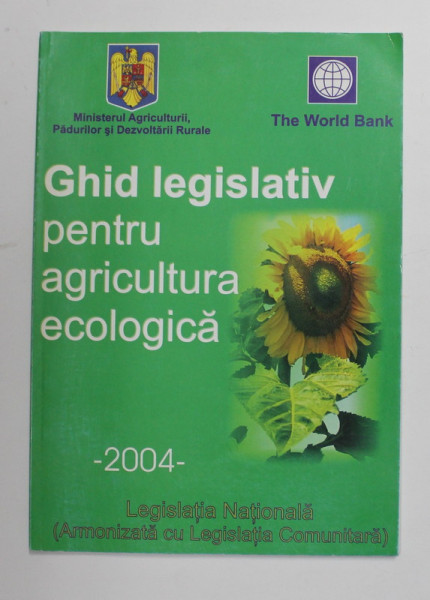 Ministerul Agriculturii,
Pădurilor şi Dezvoltării Rurale
The World Bank
Ghid legislativ
pentru
agricultura
ecologică
-2004-
Legislaţia Naţională
(Armonizată cu Legislaţia Comunitară)